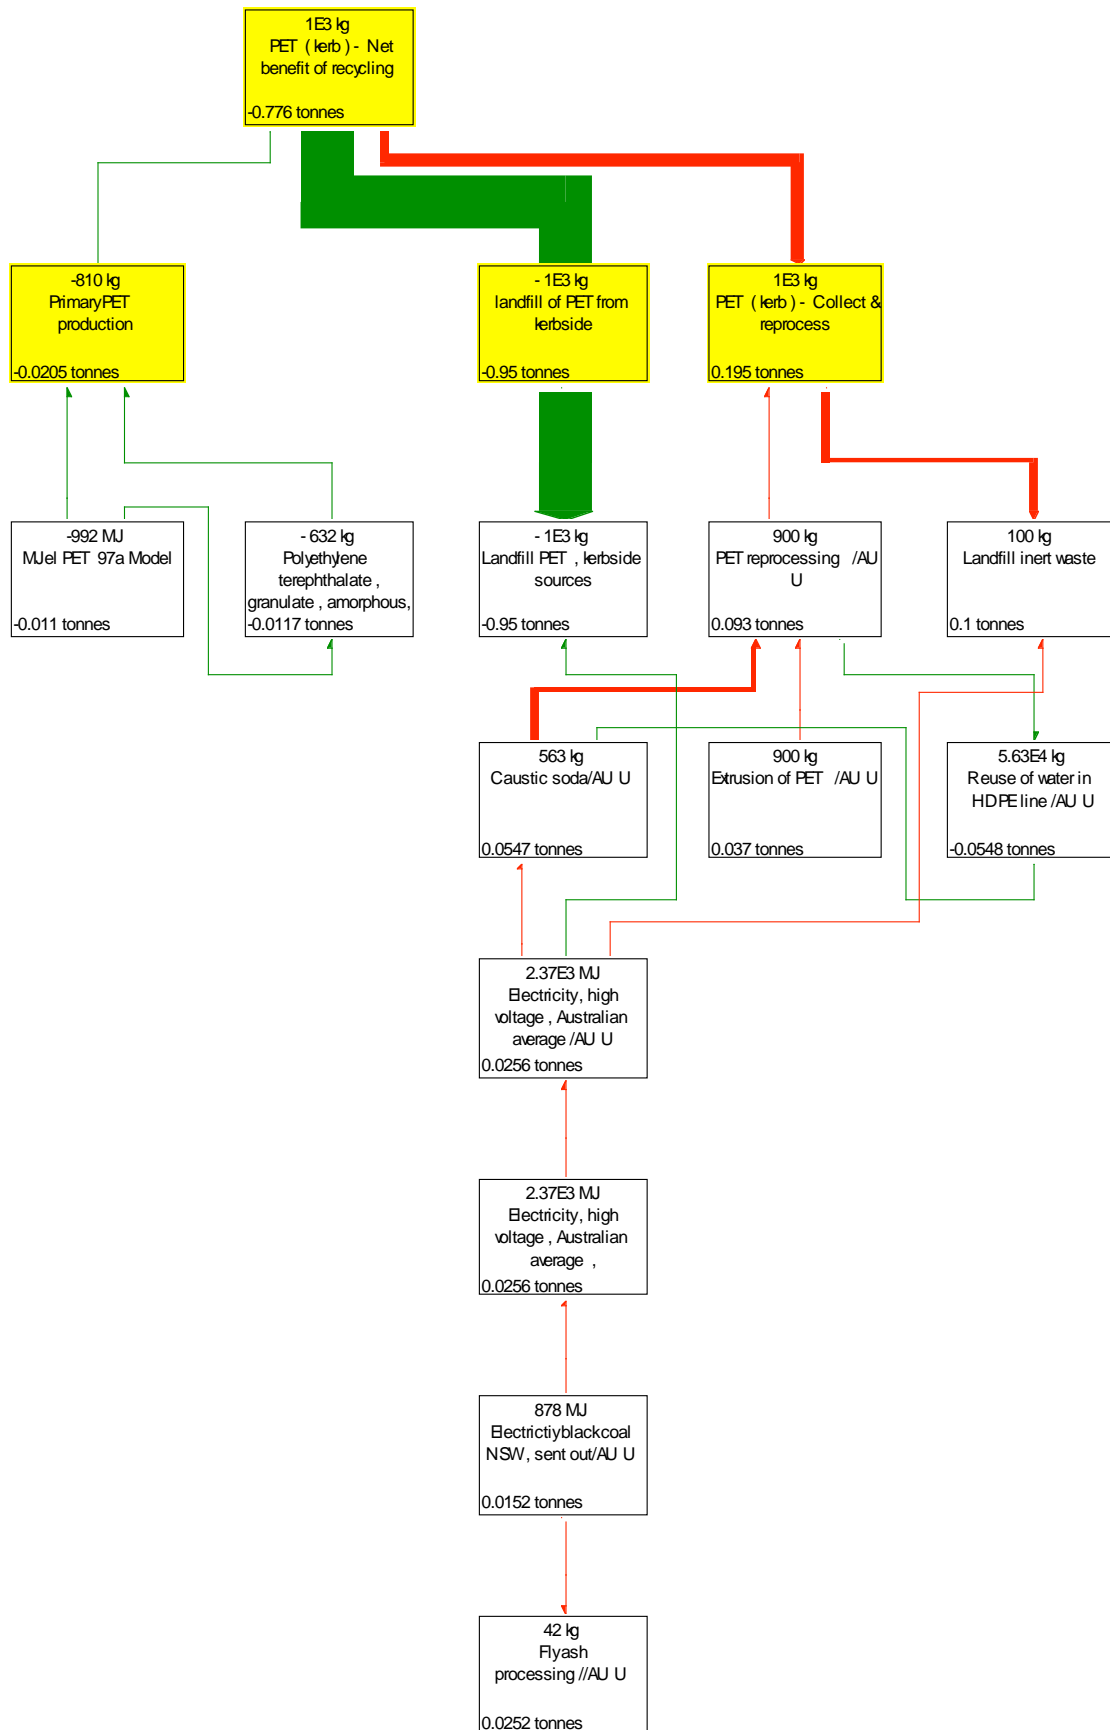 1E3 kg
PET (kerb) - Net
benefit of recycling
-0.776 tonnes
-810 kg
PrimaryPET
production
-0.0205 tonnes
- 1E3 kg
landfill of PET from
kerbside
-0.95 tonnes
1E3 kg
PET (kerb) - Collect &
reprocess
0.195 tonnes
-992 MJ
MJel PET 97a Model
-0.011 tonnes
- 632 kg
Polyethylene
terephthalate ,
granulate , amorphous,
-0.0117 tonnes
- 1E3 kg
Landfill PET , kerbside
sources
-0.95 tonnes
900 kg
PET reprocessing /AU
U
0.093 tonnes
100 kg
Landfill inert waste
0.1 tonnes
563 kg
Caustic soda/AU U
0.0547 tonnes
900 kg
Extrusion of PET /AU U
0.037 tonnes
5.63E4 kg
Reuse of water in
HDPE line /AU U
-0.0548 tonnes
2.37E3 MJ
Electricity, high
voltage , Australian
average /AU U
0.0256 tonnes
2.37E3 MJ
Electricity, high
voltage , Australian
average ,
0.0256 tonnes
878 MJ
Electrictiyblackcoal
NSW, sent out/AU U
0.0152 tonnes
42 kg
Flyash
processing //AU U
0.0252 tonnes